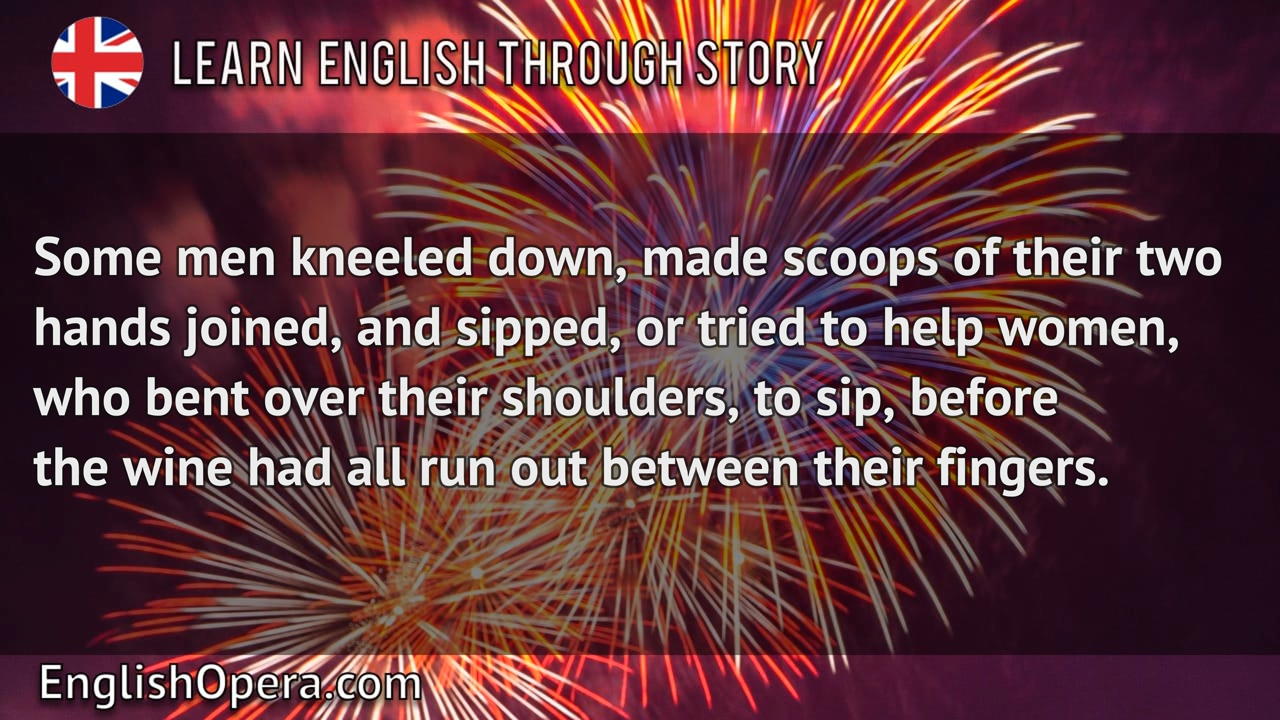 LEARN ENGLISH THROUGH STORY
Some men kneeled down, made scoops of their two
hands joined, and sipped, or tried to help women,
who bent over their shoulders, to sip, before
the wine had all run out between their fingers.
EnglishOpera.com